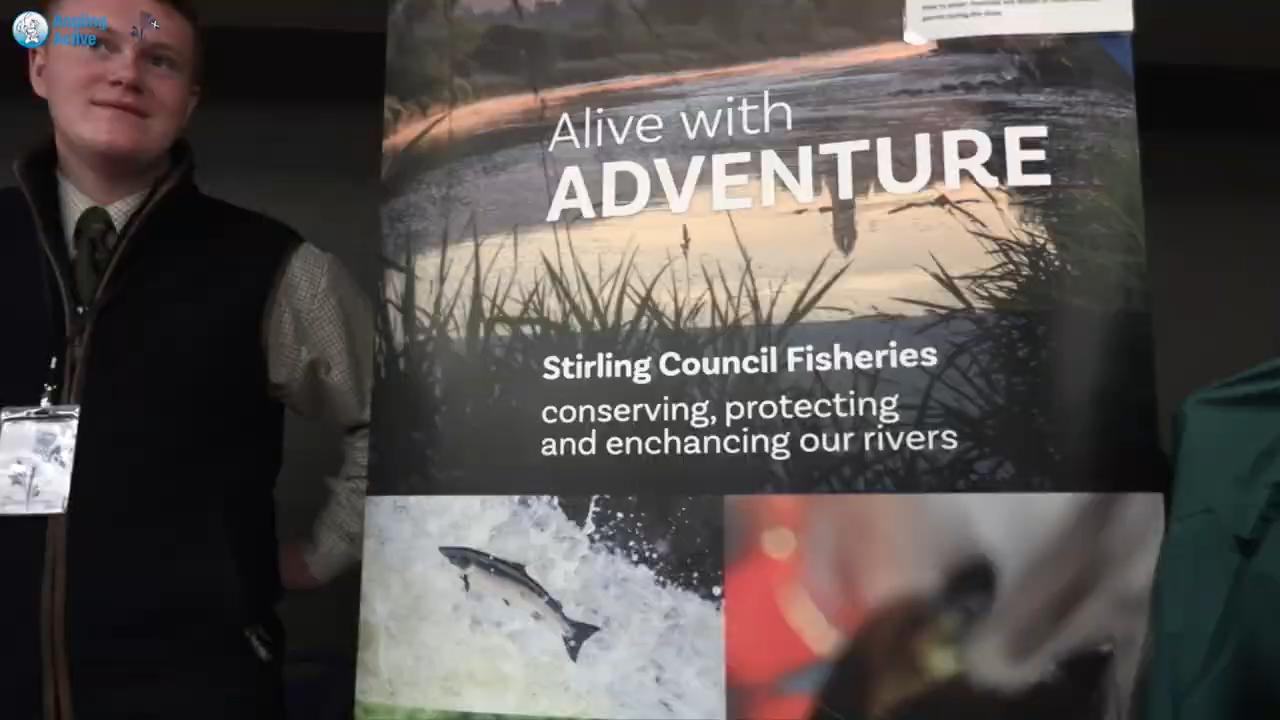 Angling
Active
Alive with
ADVENTURE
Stirling Council Fisheries
conserving, protecting
and enchancing our rivers